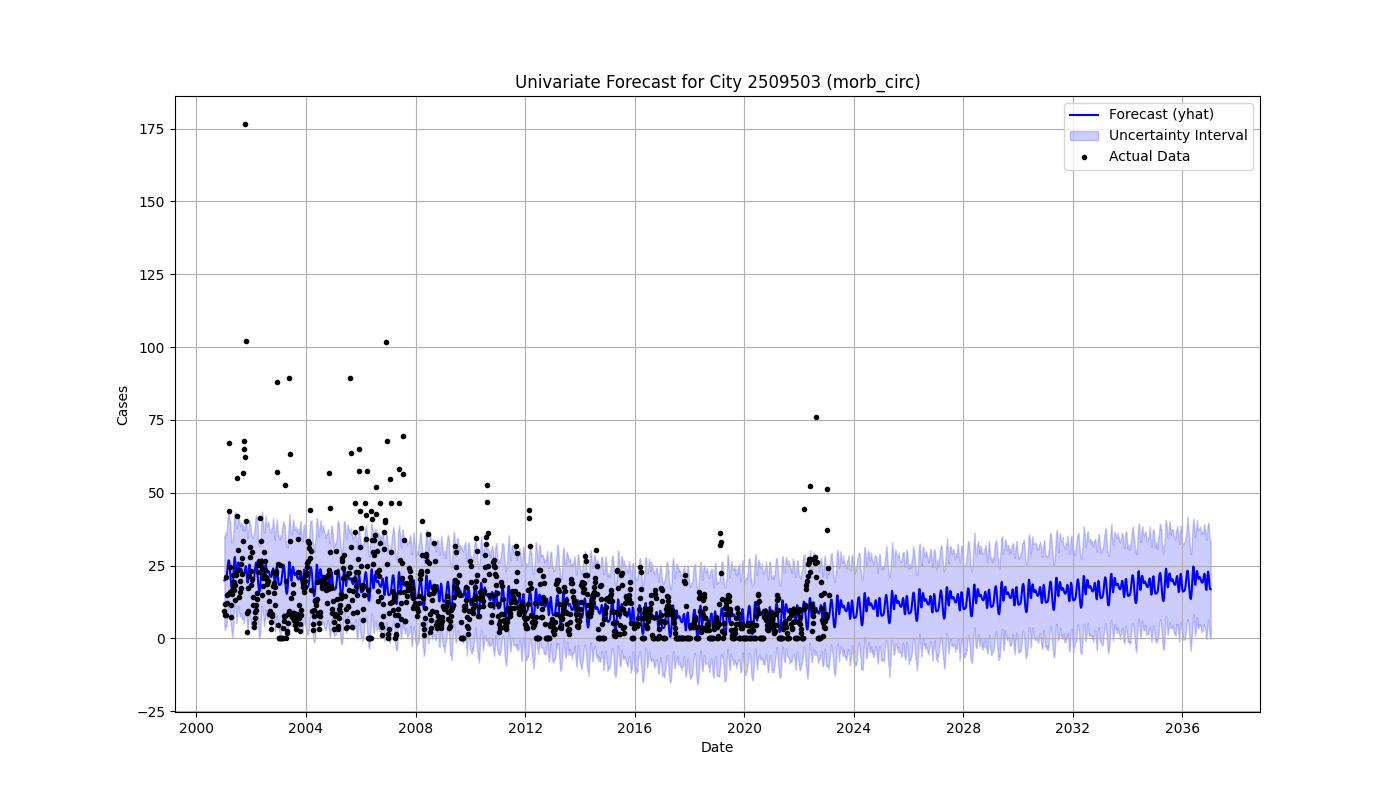 Univariate Forecast for City 2509503 (morb_circ)
Forecast (yhat)
Uncertainty Interval
Actual Data
Cases
175
150
125
100
75
50
25
0
−25
2000 2004 2008 2012 2016 2020 2024 2028 2032 2036
Date